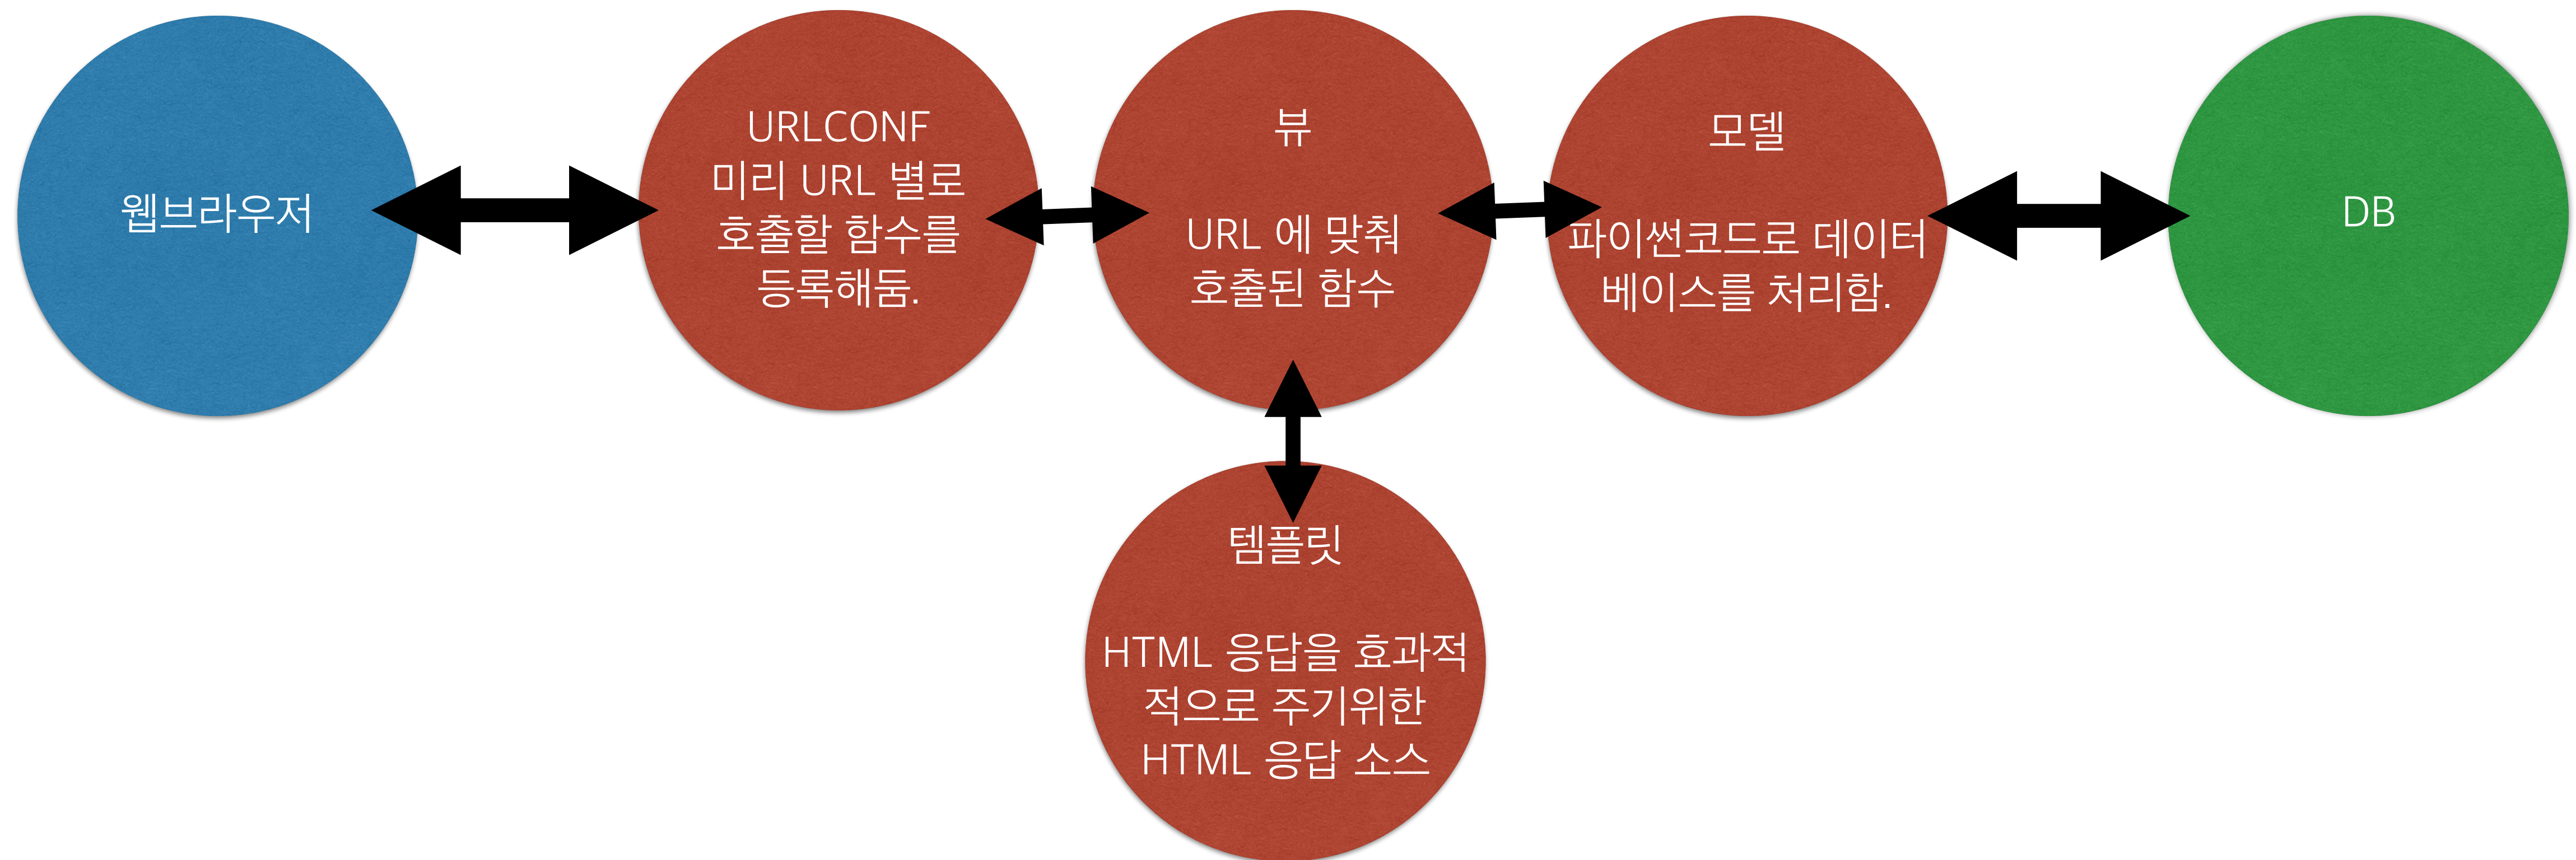 웹브라우저
URLCONF
미리 URL 별로
호출할 함수를
등록해둠.
뷰
URL 에 맞춰
호출된 함수
모델
파이썬코드로 데이터
베이스를 처리함.
DB
템플릿
HTML 응답을 효과적
적으로 주기위한
HTML 응답 소스